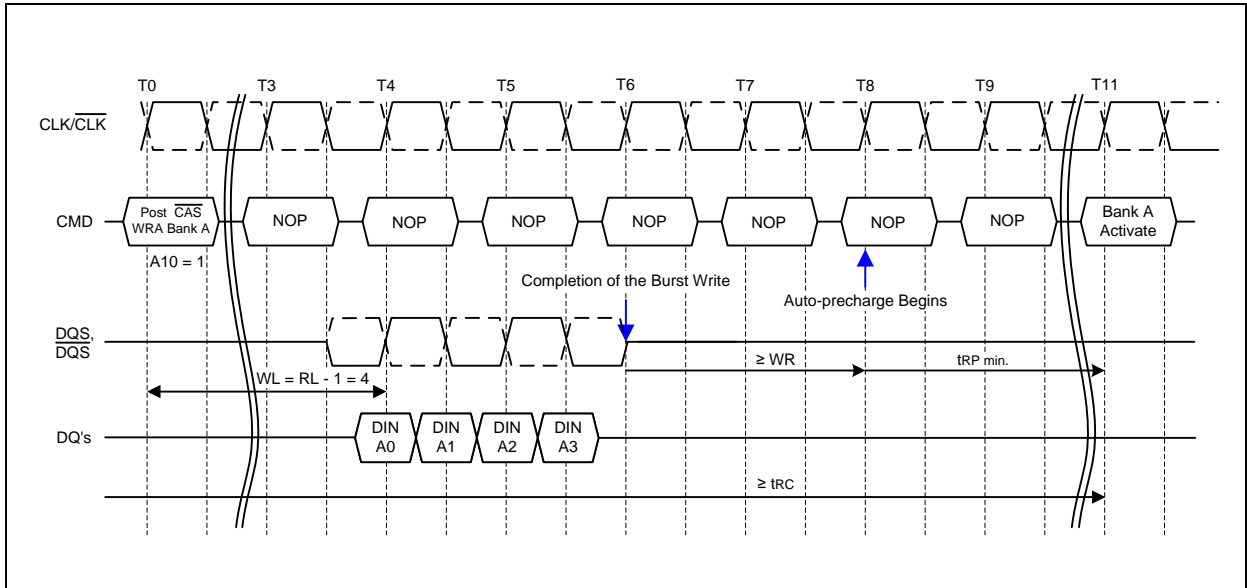 T0 T3 T4 T5 T6 T7 T8 T9 T11
CLK/CLK
CMD
Post CAS
WRA Bank A
NOP NOP NOP NOP NOP NOP NOP
Bank A
Activate
A10 = 1
Completion of the Burst Write
Auto-precharge Begins
DQS,
DQS
≥ WR
tRP min.
WL = RL - 1 = 4
DQ's
DIN
A0
DIN
A1
DIN
A2
DIN
A3
≥ tRC